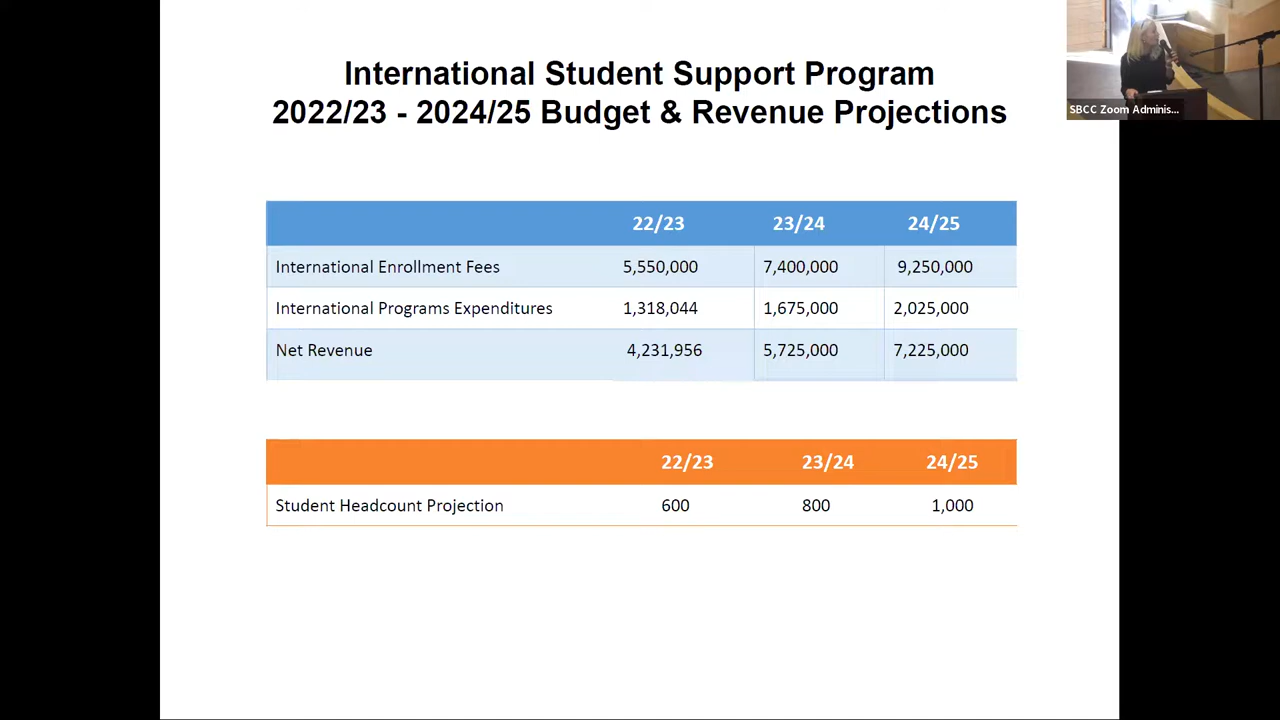 International Student Support Program
2022/23 - 2024/25 Budget & Revenue Projections
SBCC Zoom Adminis...
22/23 23/24 24/25
International Enrollment Fees 5,550,000 7,400,000 9,250,000
International Programs Expenditures 1,318,044 1,675,000 2,025,000
Net Revenue 4,231,956 5,725,000 7,225,000
22/23 23/24 24/25
Student Headcount Projection 600 800 1,000